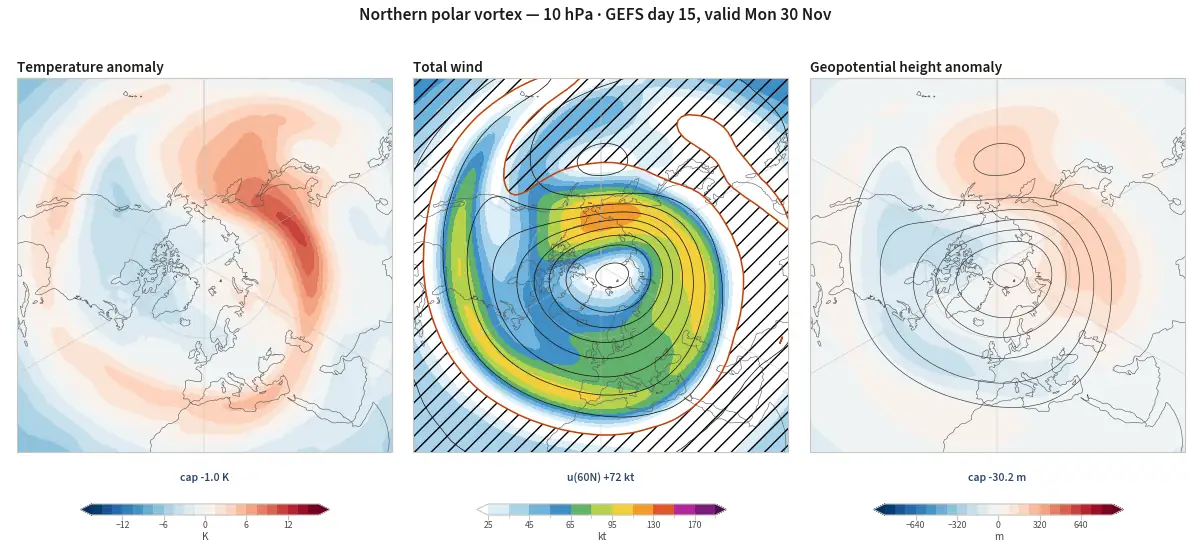 Northern polar vortex — 10 hPa · GEFS day 15, valid Mon 30 Nov
Temperature anomaly
Total wind
Geopotential height anomaly
cap -1.0 K
u(60N) +72 kt
cap -30.2 m
−12 −6 0 6 12
K
25 45 65 95 130 170
kt
−640 −320 0 320 640
m